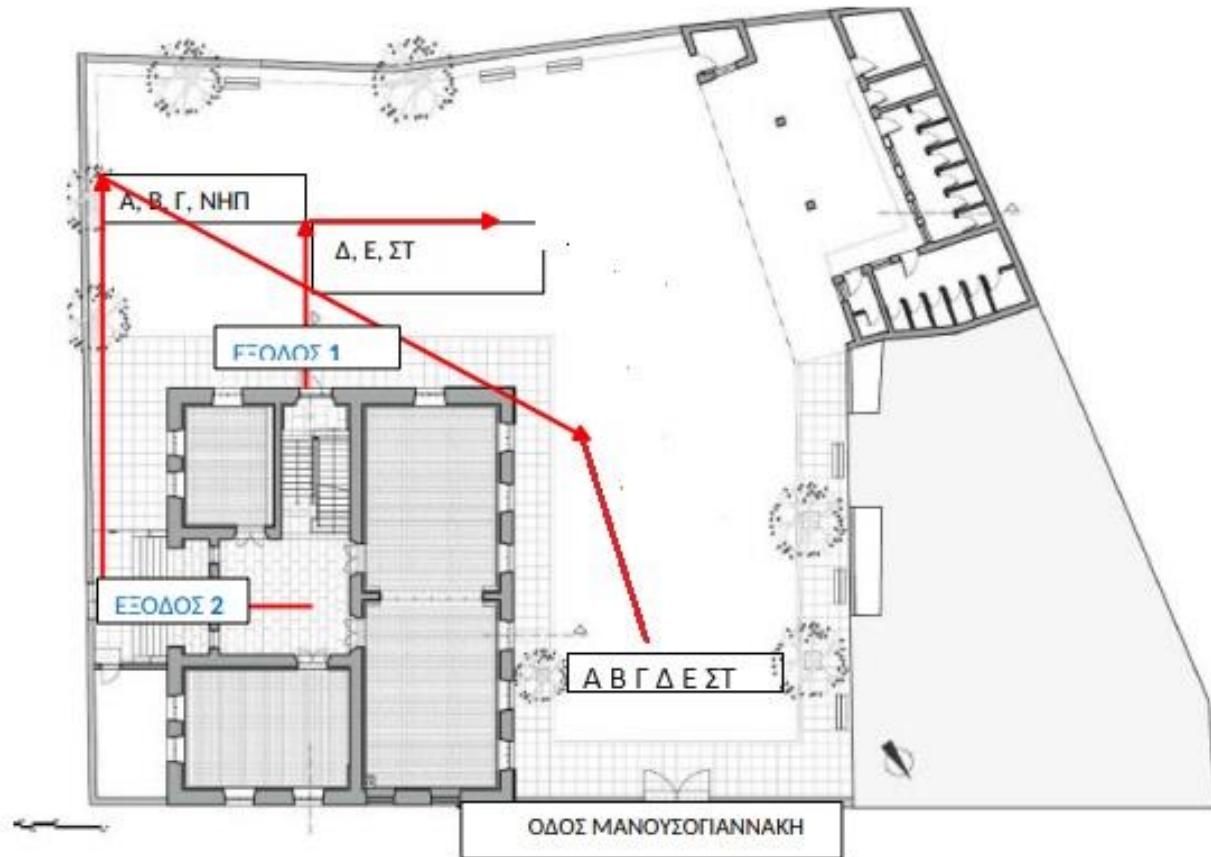 Α, Β, Γ, ΝΗΠ
Δ, Ε, ΣΤ
ΕΞΟΔΟΣ 1
ΕΞΟΔΟΣ 2
Α Β Γ Δ Ε ΣΤ
ΟΔΟΣ ΜΑΝΟΥΣΟΓΙΑΝΝΑΚΗ